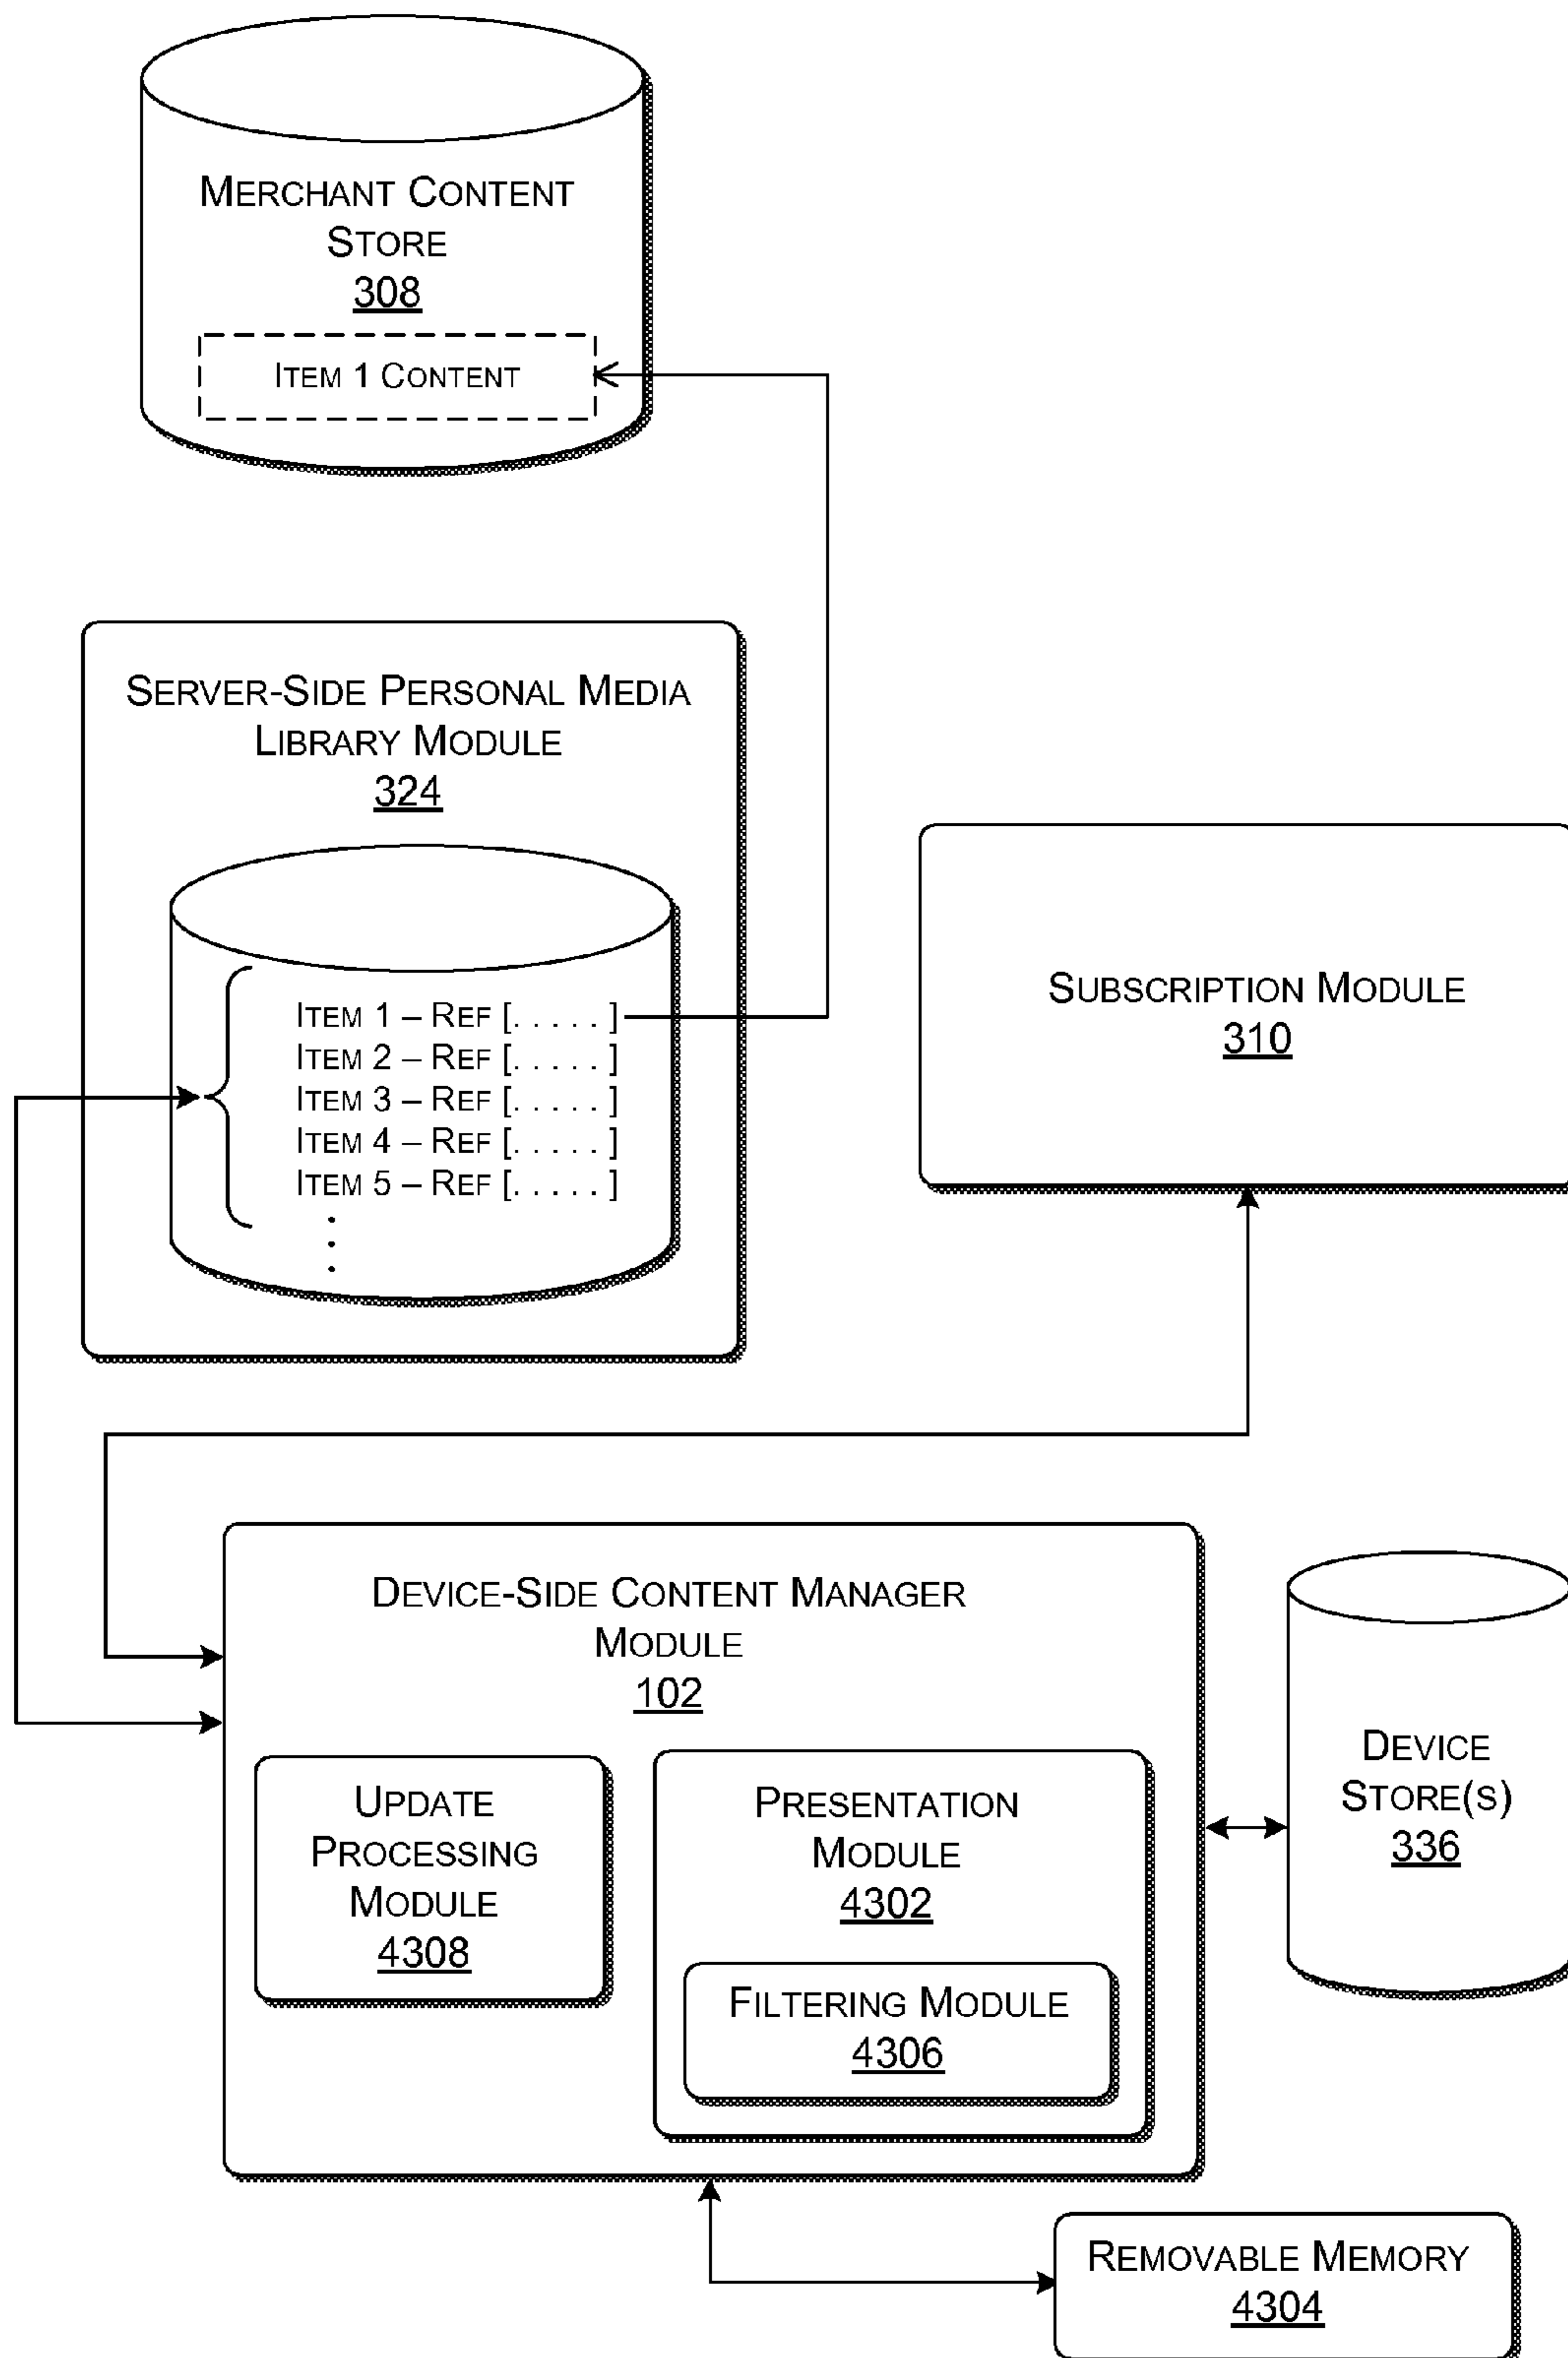 MERCHANT CONTENT
STORE
308
ITEM 1 CONTENT
SERVER-SIDE PERSONAL MEDIA
LIBRARY MODULE
324
ITEM 1 – REF [. . . . . ]
ITEM 2 – REF [. . . . . ]
ITEM 3 – REF [. . . . . ]
ITEM 4 – REF [. . . . . ]
ITEM 5 – REF [. . . . . ]
SUBSCRIPTION MODULE
310
DEVICE-SIDE CONTENT MANAGER
MODULE
102
UPDATE
PROCESSING
MODULE
4308
PRESENTATION
MODULE
4302
FILTERING MODULE
4306
DEVICE
STORE(S)
336
REMOVABLE MEMORY
4304